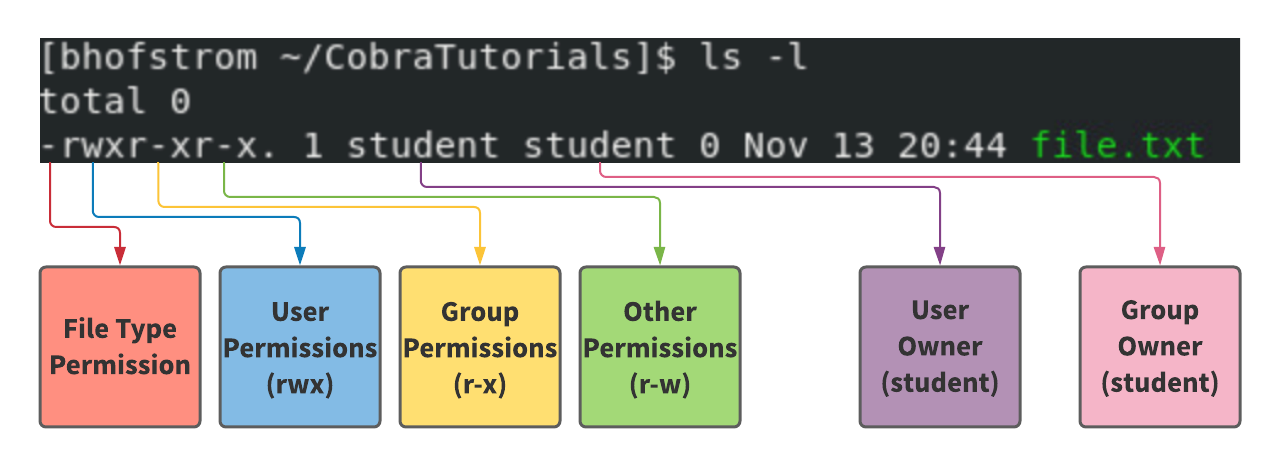 [bhofstrom ~/CobraTutorials]$ ls -l
total 0
-rwxr-xr-x. 1 student student 0 Nov 13 20:44 file.txt
File Type
Permission
User
Permissions
(rwx)
Group
Permissions
(r-x)
Other
Permissions
(r-w)
User
Owner
(student)
Group
Owner
(student)